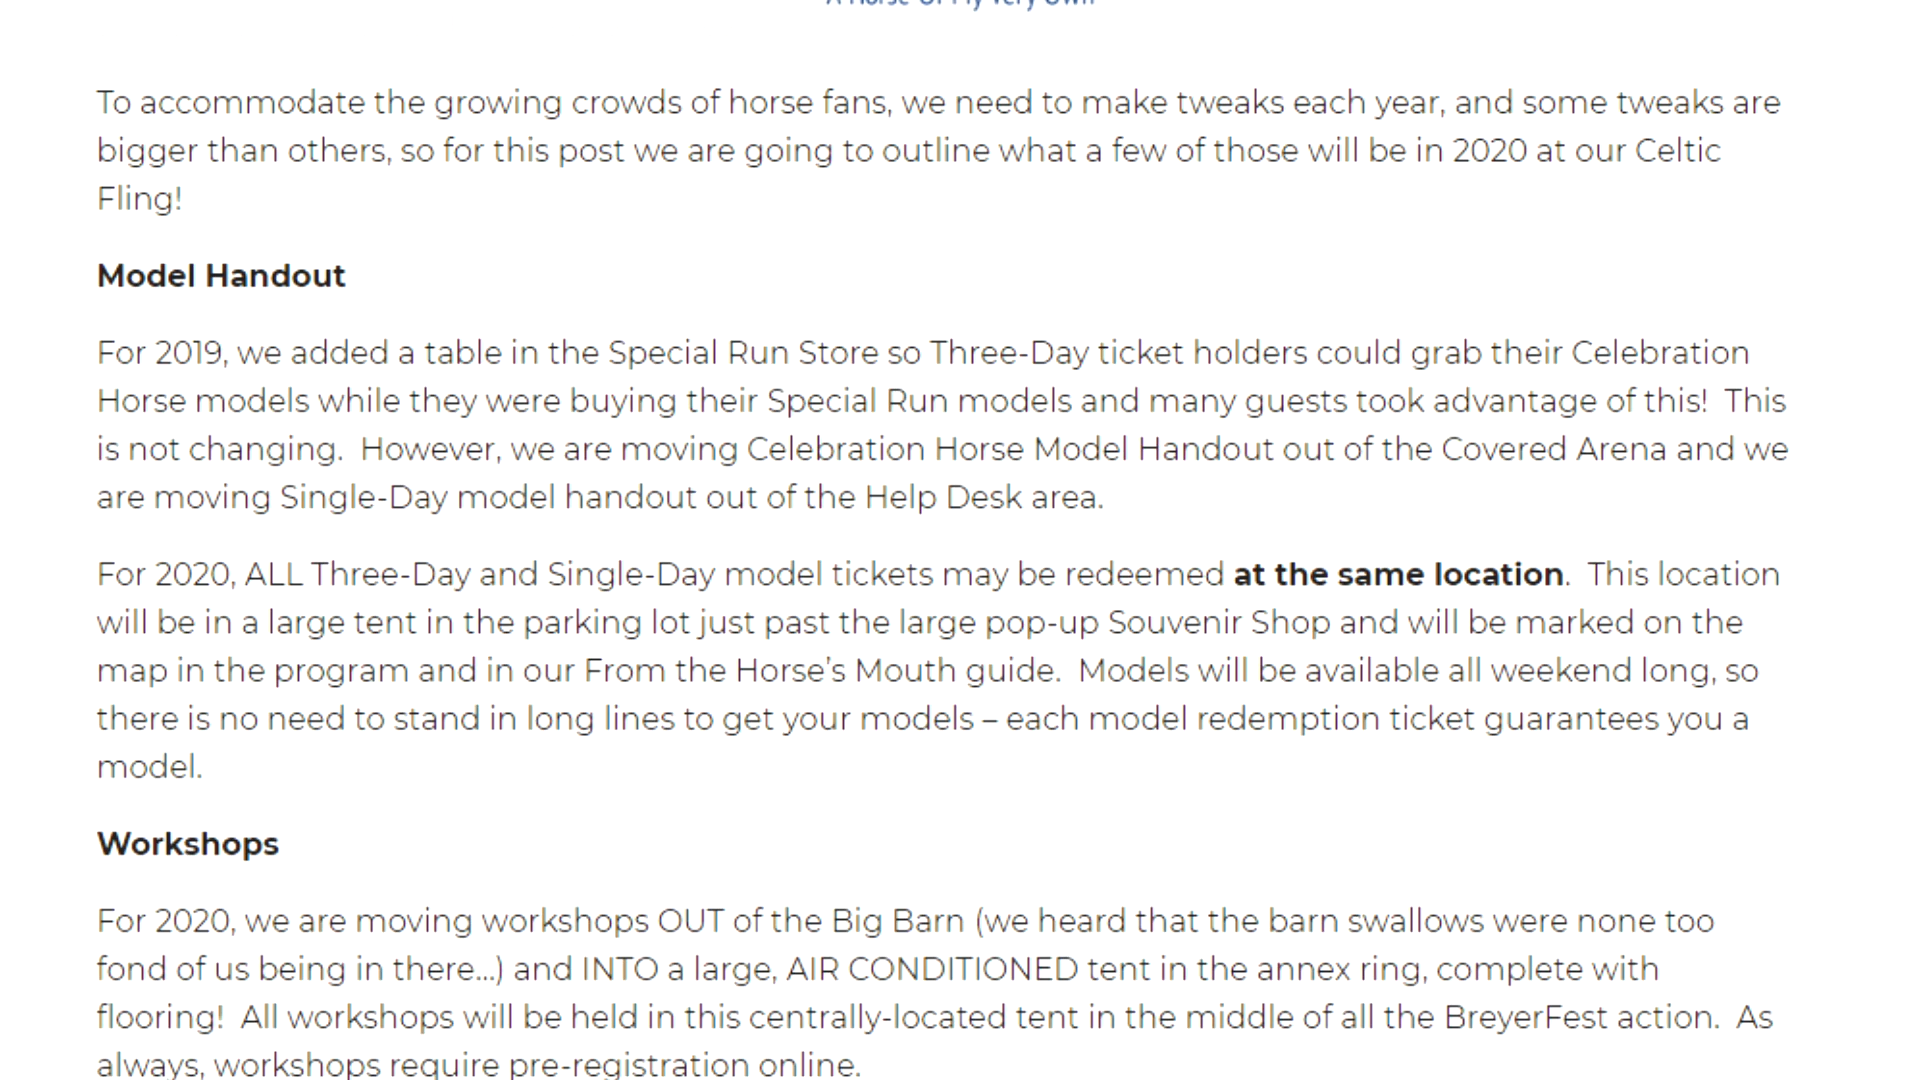 A Horse Of My Very Own
To accommodate the growing crowds of horse fans, we need to make tweaks each year, and some tweaks are
bigger than others, so for this post we are going to outline what a few of those will be in 2020 at our Celtic
Fling!
Model Handout
For 2019, we added a table in the Special Run Store so Three-Day ticket holders could grab their Celebration
Horse models while they were buying their Special Run models and many guests took advantage of this!  This
is not changing.  However, we are moving Celebration Horse Model Handout out of the Covered Arena and we
are moving Single-Day model handout out of the Help Desk area.
For 2020, ALL Three-Day and Single-Day model tickets may be redeemed at the same location.  This location
will be in a large tent in the parking lot just past the large pop-up Souvenir Shop and will be marked on the
map in the program and in our From the Horse’s Mouth guide.  Models will be available all weekend long, so
there is no need to stand in long lines to get your models – each model redemption ticket guarantees you a
model.
Workshops
For 2020, we are moving workshops OUT of the Big Barn (we heard that the barn swallows were none too
fond of us being in there…) and INTO a large, AIR CONDITIONED tent in the annex ring, complete with
flooring!  All workshops will be held in this centrally-located tent in the middle of all the BreyerFest action.  As
always, workshops require pre-registration online.